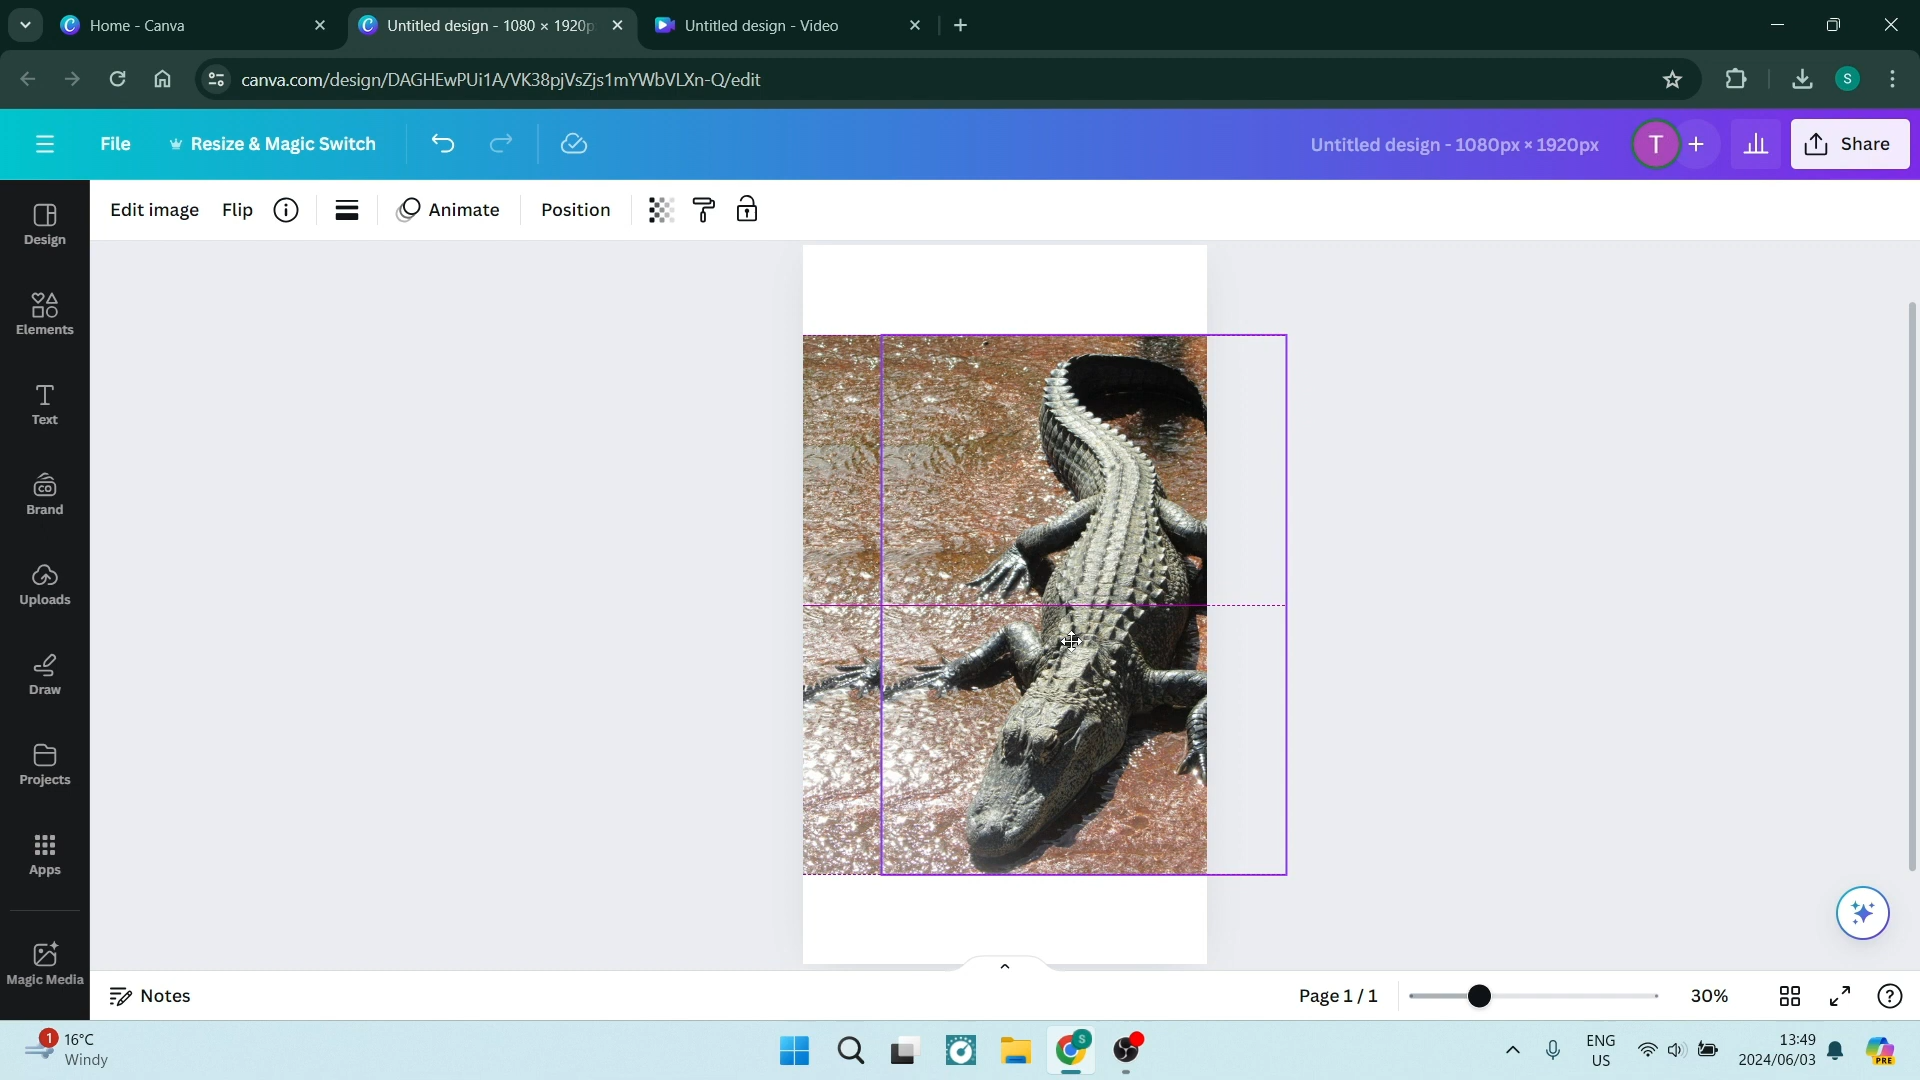 Home - Canva
Untitled design - 1080 × 1920p
Untitled design - Video
canva.com/design/DAGHEwPUi1A/VK38pjVsZjs1mYWbVLXn-Q/edit
S
File
Resize & Magic Switch
Untitled design - 1080px × 1920px
T
Share
Edit image
Flip
Animate
Position
Design
Elements
Text
Brand
Uploads
Draw
Projects
Apps
Magic Media
Notes
Page 1 / 1
30%
1
16°C
Windy
S
ENG
US
13:49
2024/06/03
PRE